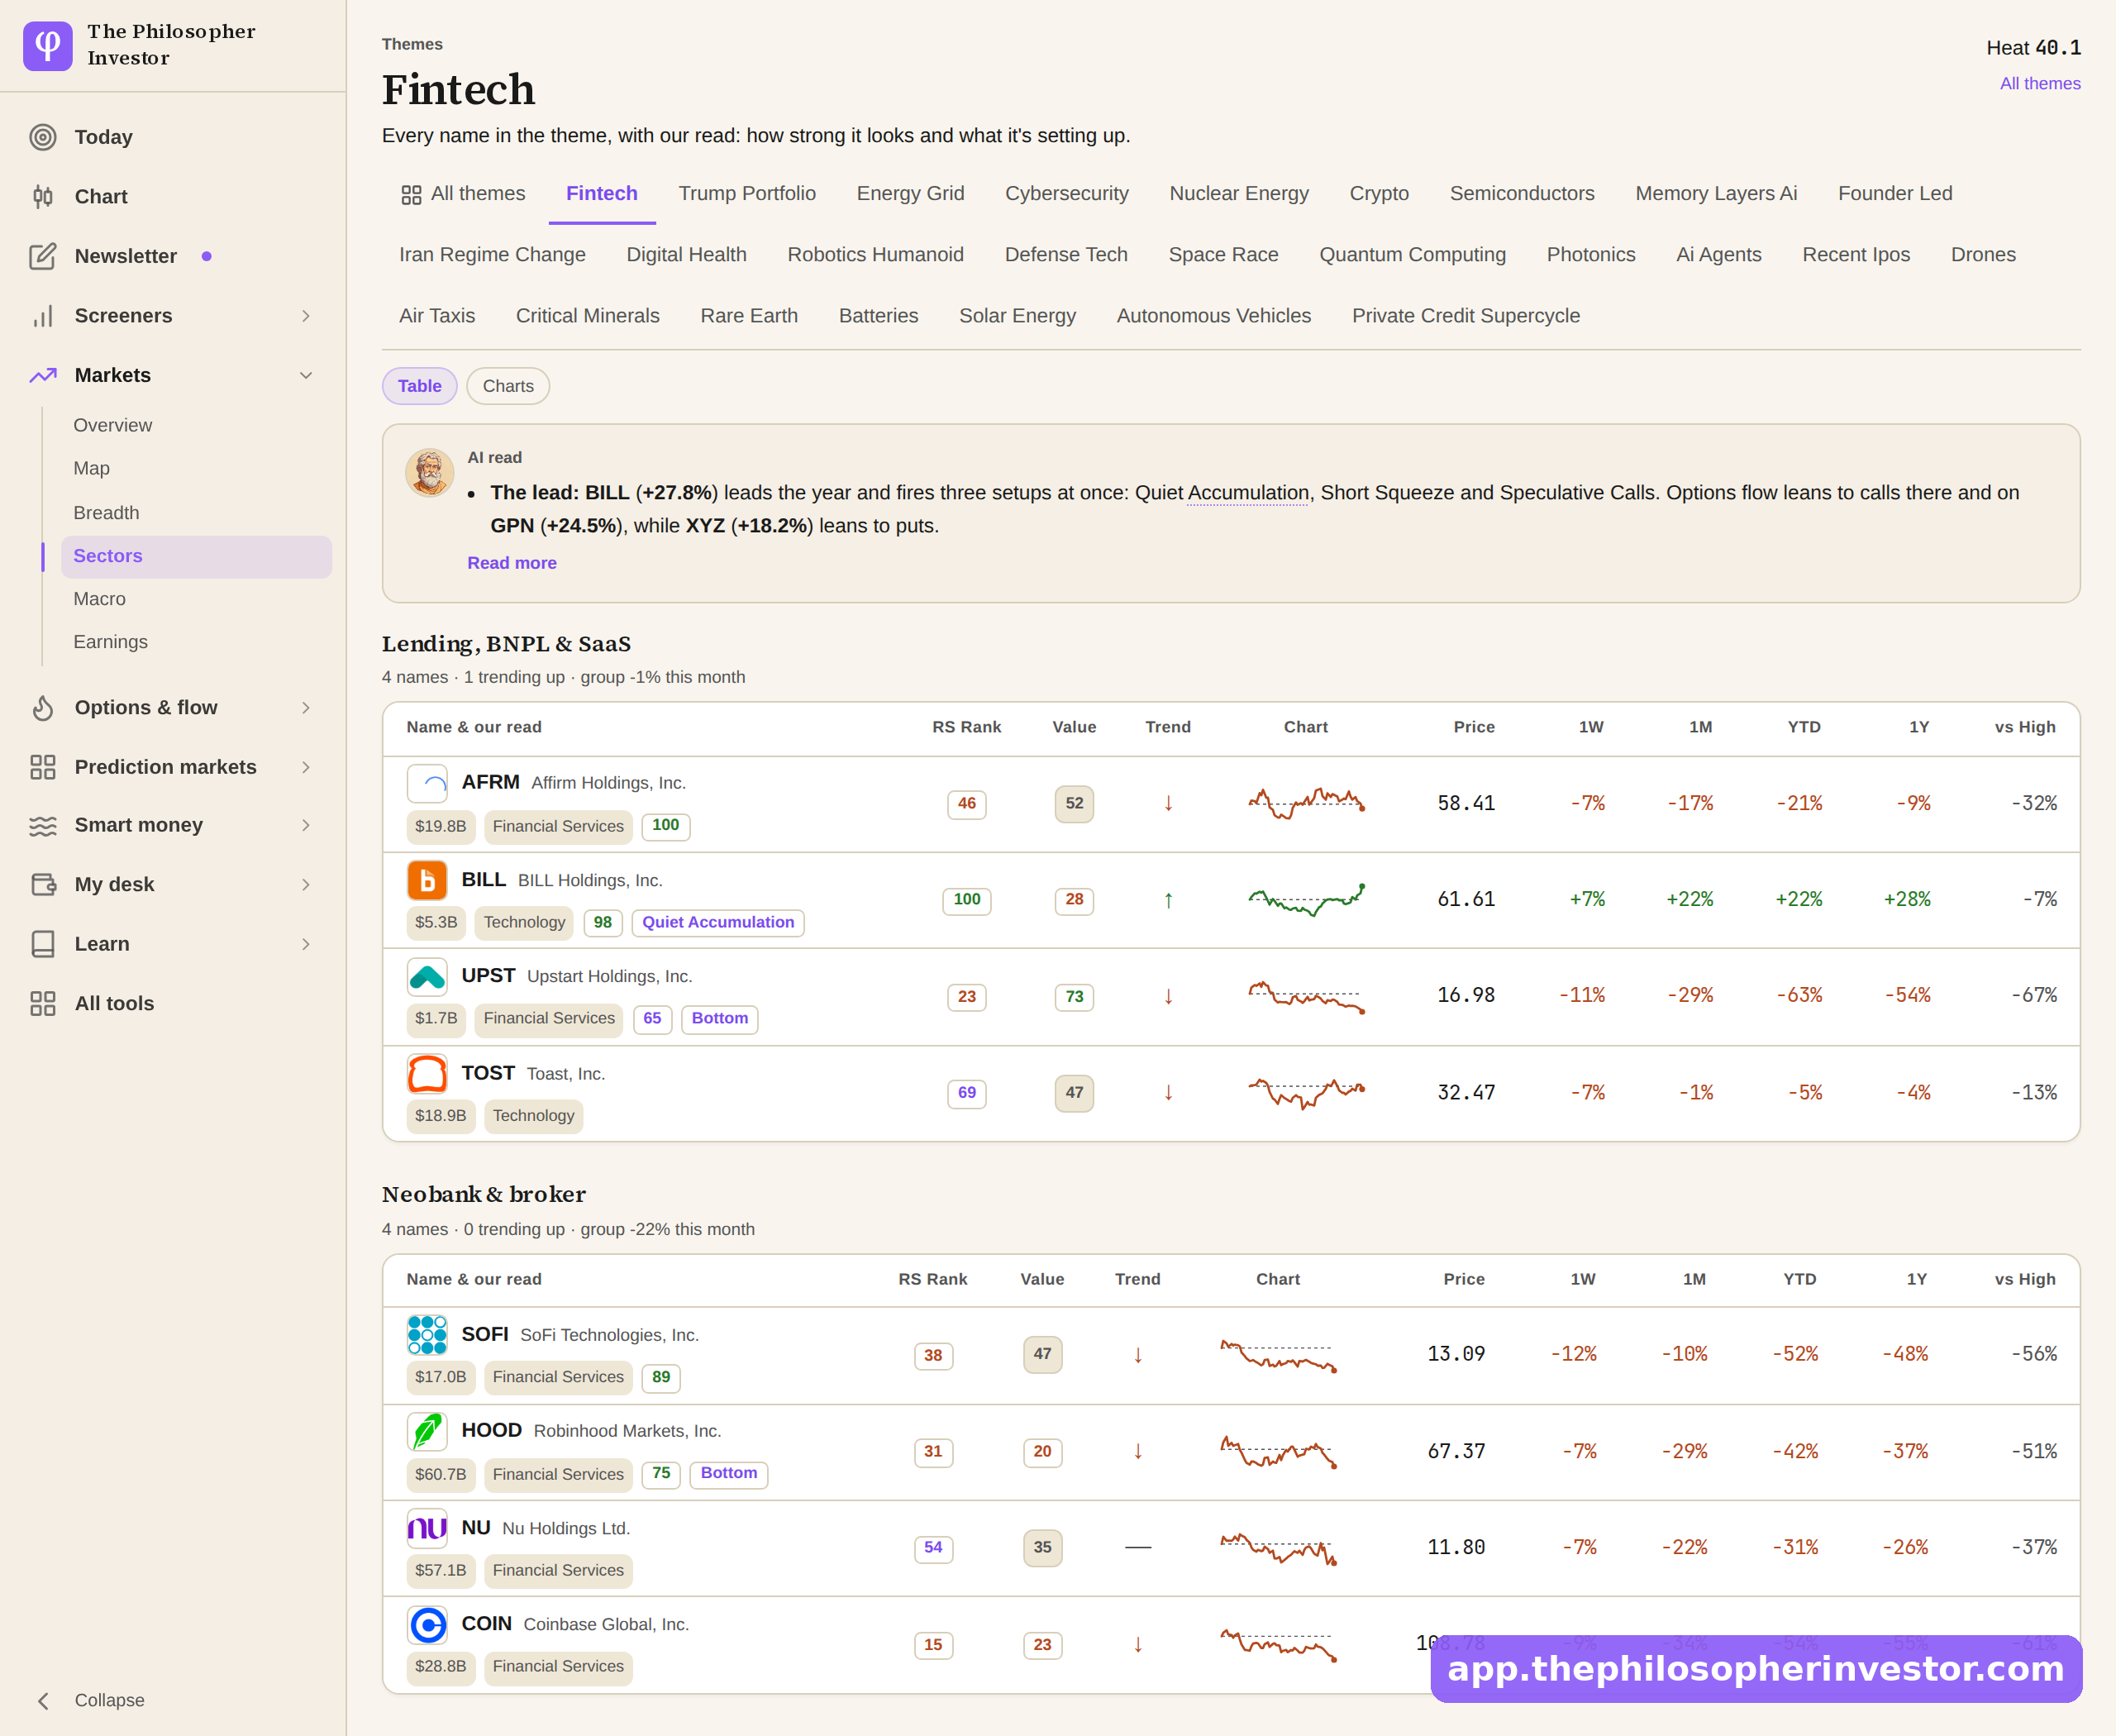 φ The Philosopher
Investor
Today
Chart
Newsletter
Screeners
Markets
Overview
Map
Breadth
Sectors
Macro
Earnings
Options & flow
Prediction markets
Smart money
My desk
Learn
All tools
Collapse
Themes
Heat 40.1
Fintech
All themes
Every name in the theme, with our read: how strong it looks and what it's setting up.
All themes Fintech Trump Portfolio Energy Grid Cybersecurity Nuclear Energy Crypto Semiconductors Memory Layers Ai Founder Led
Iran Regime Change Digital Health Robotics Humanoid Defense Tech Space Race Quantum Computing Photonics Ai Agents Recent Ipos Drones
Air Taxis Critical Minerals Rare Earth Batteries Solar Energy Autonomous Vehicles Private Credit Supercycle
Table Charts
AI read
• The lead: BILL (+27.8%) leads the year and fires three setups at once: Quiet Accumulation, Short Squeeze and Speculative Calls. Options flow leans to calls there and on
GPN (+24.5%), while XYZ (+18.2%) leans to puts.
Read more
Lending, BNPL & SaaS
4 names · 1 trending up · group -1% this month
Name & our read RS Rank Value Trend Chart Price 1W 1M YTD 1Y vs High
AFRM Affirm Holdings, Inc.
46 52 ↓ 58.41 -7% -17% -21% -9% -32%
$19.8B Financial Services 100
b BILL BILL Holdings, Inc.
100 28 ↑ 61.61 +7% +22% +22% +28% -7%
$5.3B Technology 98 Quiet Accumulation
UPST Upstart Holdings, Inc.
23 73 ↓ 16.98 -11% -29% -63% -54% -67%
$1.7B Financial Services 65 Bottom
TOST Toast, Inc.
69 47 ↓ 32.47 -7% -1% -5% -4% -13%
$18.9B Technology
Neobank & broker
4 names · 0 trending up · group -22% this month
Name & our read RS Rank Value Trend Chart Price 1W 1M YTD 1Y vs High
SOFI SoFi Technologies, Inc.
38 47 ↓ 13.09 -12% -10% -52% -48% -56%
$17.0B Financial Services 89
HOOD Robinhood Markets, Inc.
31 20 ↓ 67.37 -7% -29% -42% -37% -51%
$60.7B Financial Services 75 Bottom
nu NU Nu Holdings Ltd.
54 35 — 11.80 -7% -22% -31% -26% -37%
$57.1B Financial Services
COIN Coinbase Global, Inc.
15 23 ↓ 108.78 -9% -34% -54% -55% -61%
$28.8B Financial Services
app.thephilosopherinvestor.com